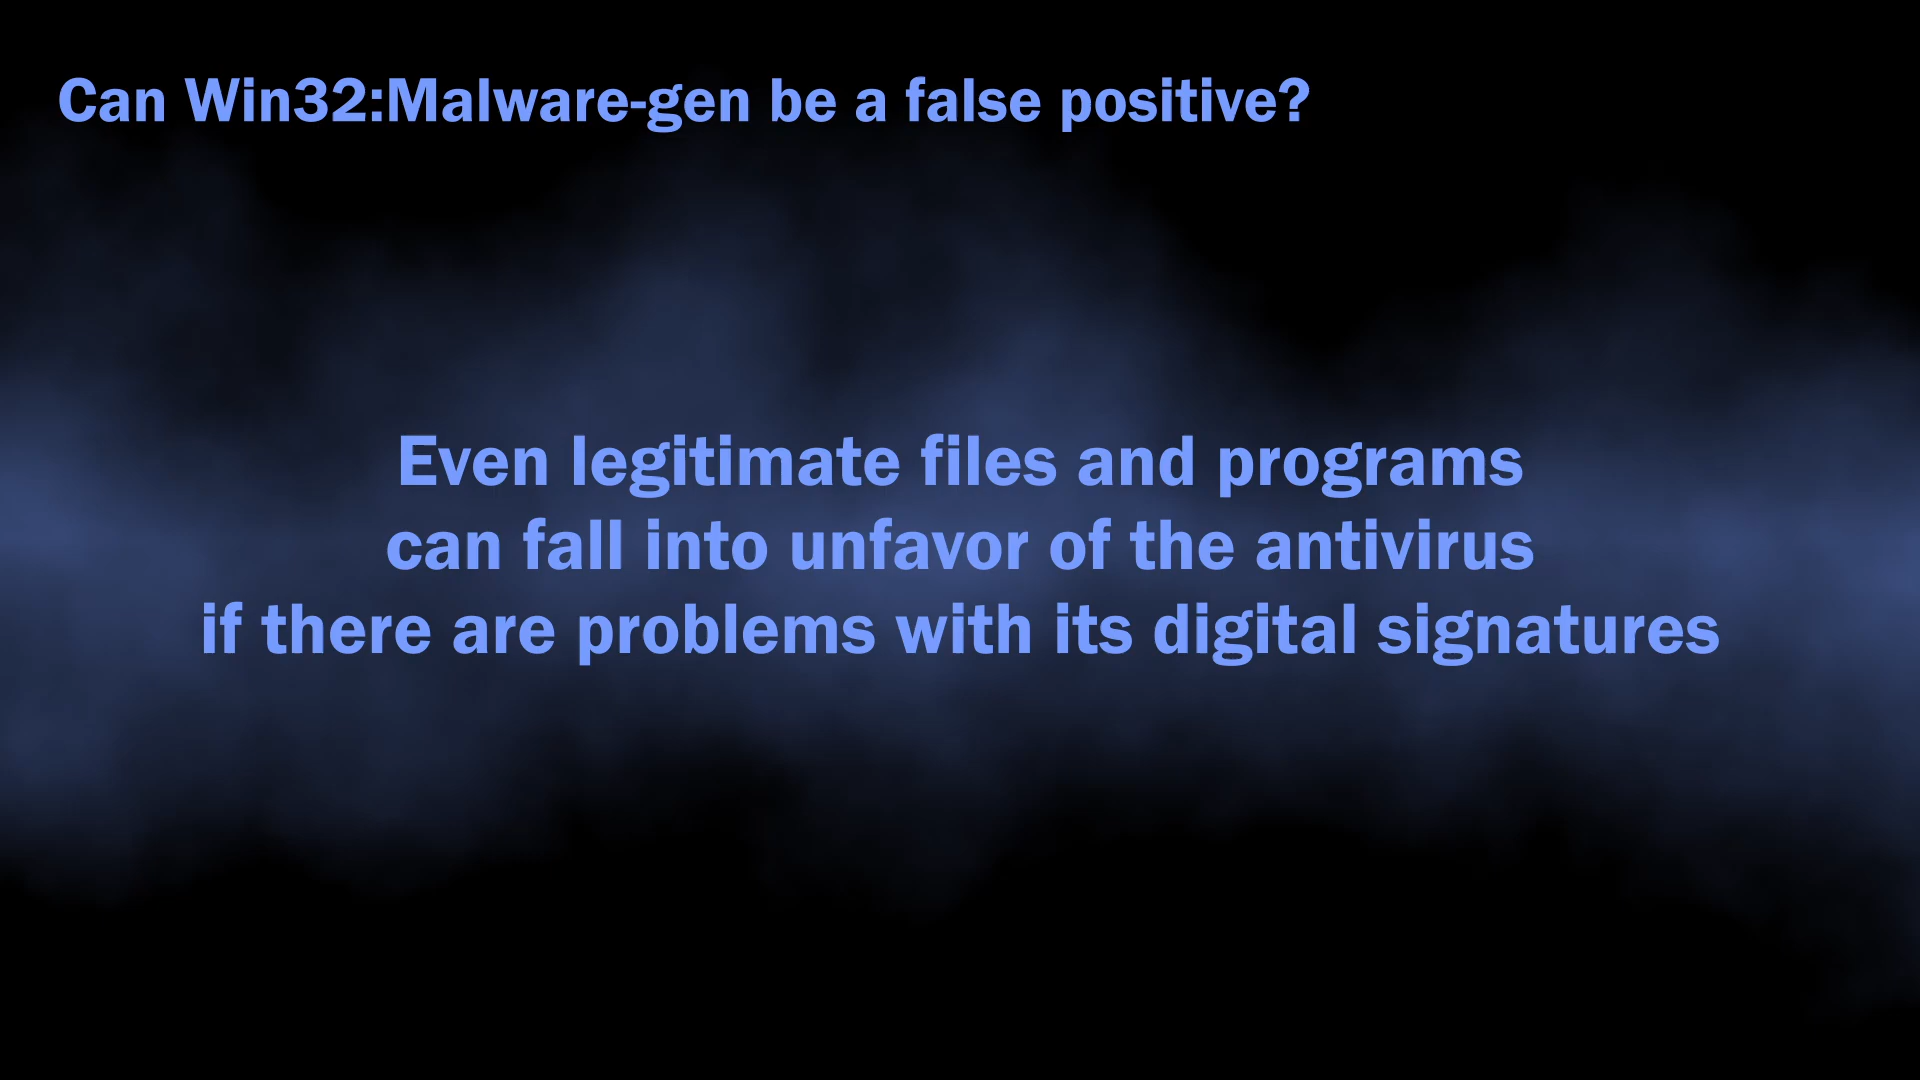 Can Win32:Malware-gen be a false positive?
Even legitimate files and programs
can fall into unfavor of the antivirus
if there are problems with its digital signatures